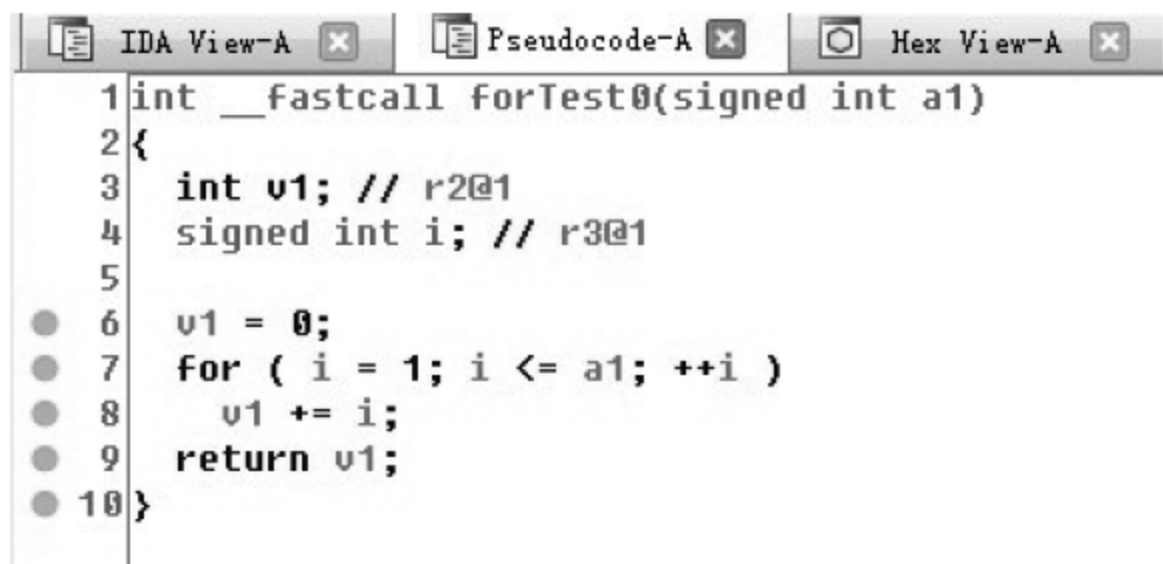 IDA View-A Pseudocode-A Hex View-A
1 int __fastcall forTest0(signed int a1)
2 {
3 int v1; // r2@1
4 signed int i; // r3@1
5
6 v1 = 0;
7 for ( i = 1; i <= a1; ++i )
8 v1 += i;
9 return v1;
10 }